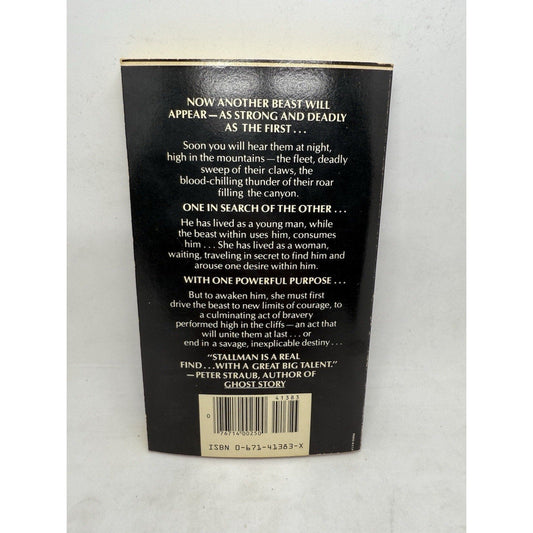 NOW ANOTHER BEAST WILL
APPEAR—AS STRONG AND DEADLY
AS THE FIRST...
Soon you will hear them at night,
high in the mountains—the fleet, deadly
sweep of their claws, the
blood-chilling thunder of their roar
filling the canyon.
ONE IN SEARCH OF THE OTHER...
He has lived as a young man, while
the beast within uses him, consumes
him... She has lived as a woman,
waiting, traveling in secret to find him and
arouse one desire within him.
WITH ONE POWERFUL PURPOSE...
But to awaken him, she must first
drive the beast to new limits of courage, to
a culminating act of bravery
performed high in the cliffs—an act that
will unite them at last... or
end in a savage, inexplicable destiny...
"STALLMAN IS A REAL
FIND...WITH A GREAT BIG TALENT."
—PETER STRAUB, AUTHOR OF
GHOST STORY
41383
0
76714 00250
ISBN 0-671-41383-X